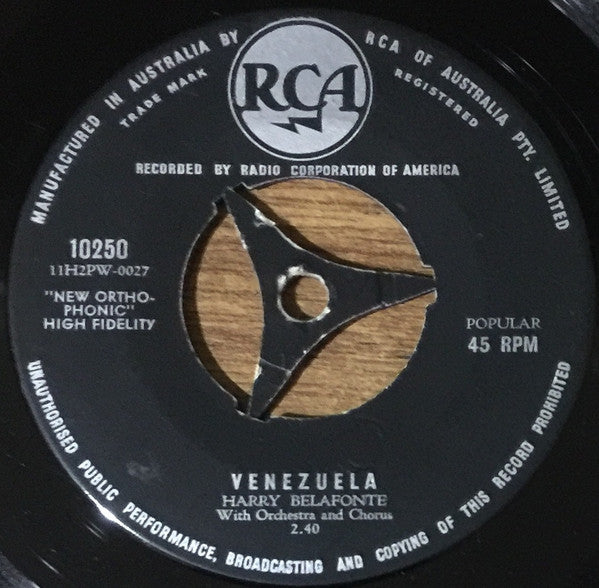 MANUFACTURED IN AUSTRALIA BY RCA OF AUSTRALIA PTY. LIMITED
TRADE MARK REGISTERED
RCA
RECORDED BY RADIO CORPORATION OF AMERICA
10250
11H2PW-0027
"NEW ORTHO-
PHONIC"
HIGH FIDELITY
POPULAR
45 RPM
VENEZUELA
HARRY BELAFONTE
With Orchestra and Chorus
2.40
UNAUTHORISED PUBLIC PERFORMANCE, BROADCASTING AND COPYING OF THIS RECORD PROHIBITED